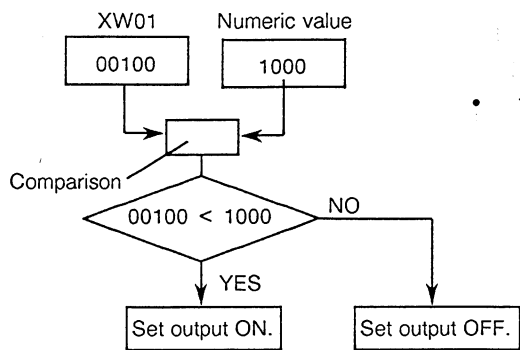 XW01
Numeric value
00100
1000
Comparison
00100 < 1000
NO
YES
Set output ON.
Set output OFF.